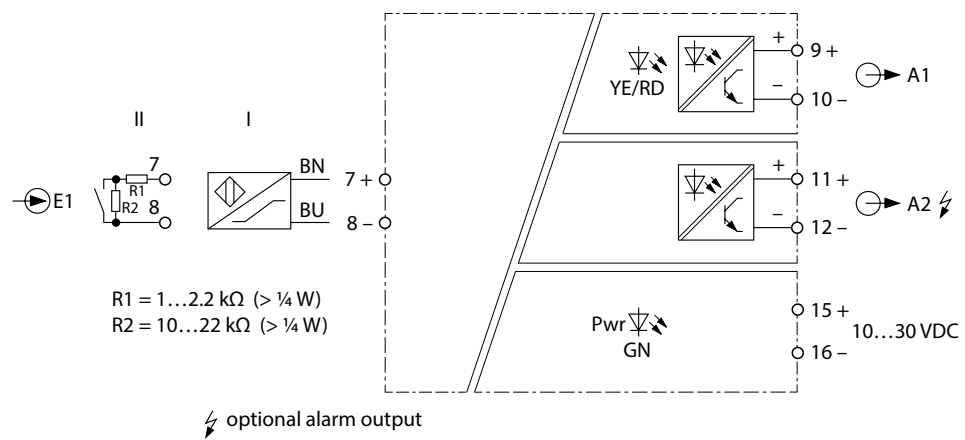 +
9 +
YE/RD
A1
–
10 –
II
I
7
BN
7 +
R1
E1
R2
8
BU
8 –
+
11 +
A2
–
12 –
R1 = 1…2.2 kΩ (> ¼ W)
R2 = 10…22 kΩ (> ¼ W)
15 +
Pwr
10…30 VDC
GN
16 –
optional alarm output